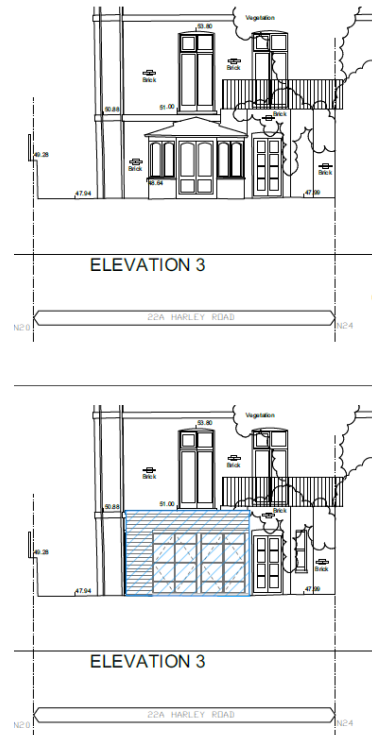 53.80
Vegetation
Brick
Brick
50.88
51.00
Brick
49.28
Brick
Brick
48.64
47.94
47.99
ELEVATION 3
22A HARLEY ROAD
N20
N24
53.80
Vegetation
Brick
Brick
50.88
51.00
Brick
49.28
Brick
47.94
47.99
ELEVATION 3
22A HARLEY ROAD
N20
N24